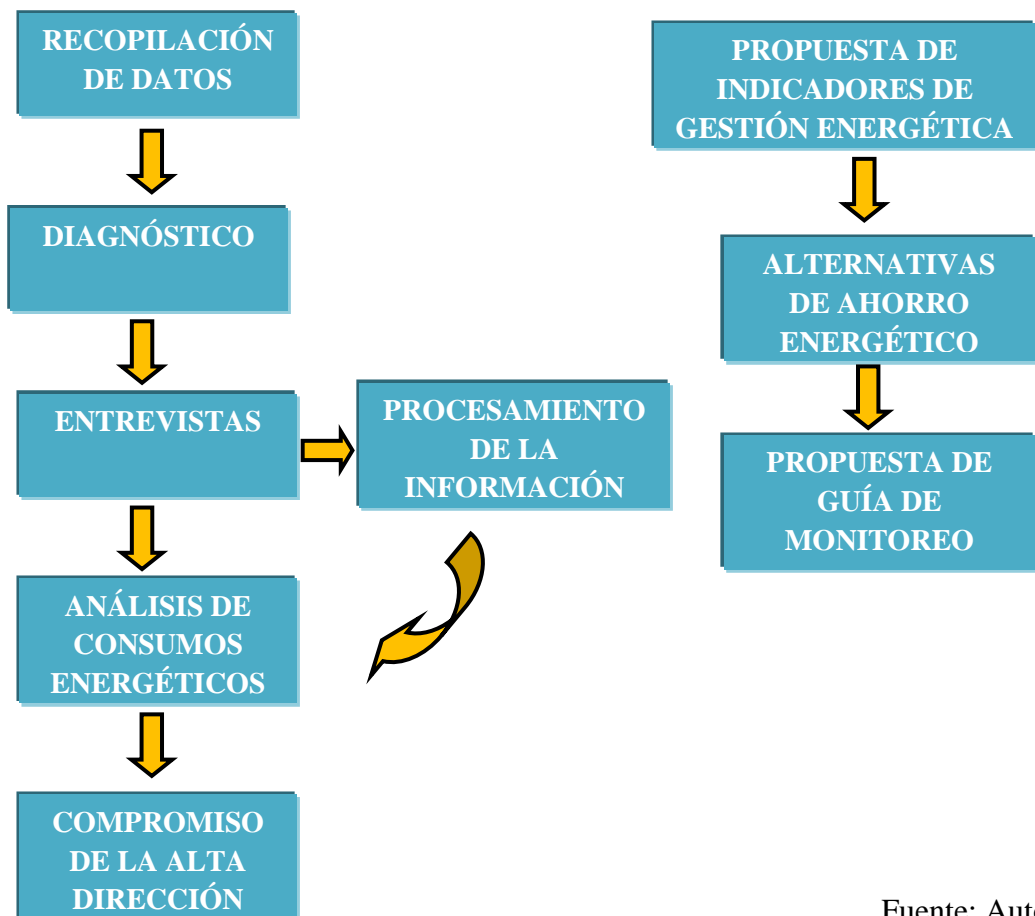 RECOPILACIÓN
DE DATOS
DIAGNÓSTICO
ENTREVISTAS
PROCESAMIENTO
DE LA
INFORMACIÓN
ANÁLISIS DE
CONSUMOS
ENERGÉTICOS
COMPROMISO
DE LA ALTA
DIRECCIÓN
PROPUESTA DE
INDICADORES DE
GESTIÓN ENERGÉTICA
ALTERNATIVAS
DE AHORRO
ENERGÉTICO
PROPUESTA DE
GUÍA DE
MONITOREO
Fuente: